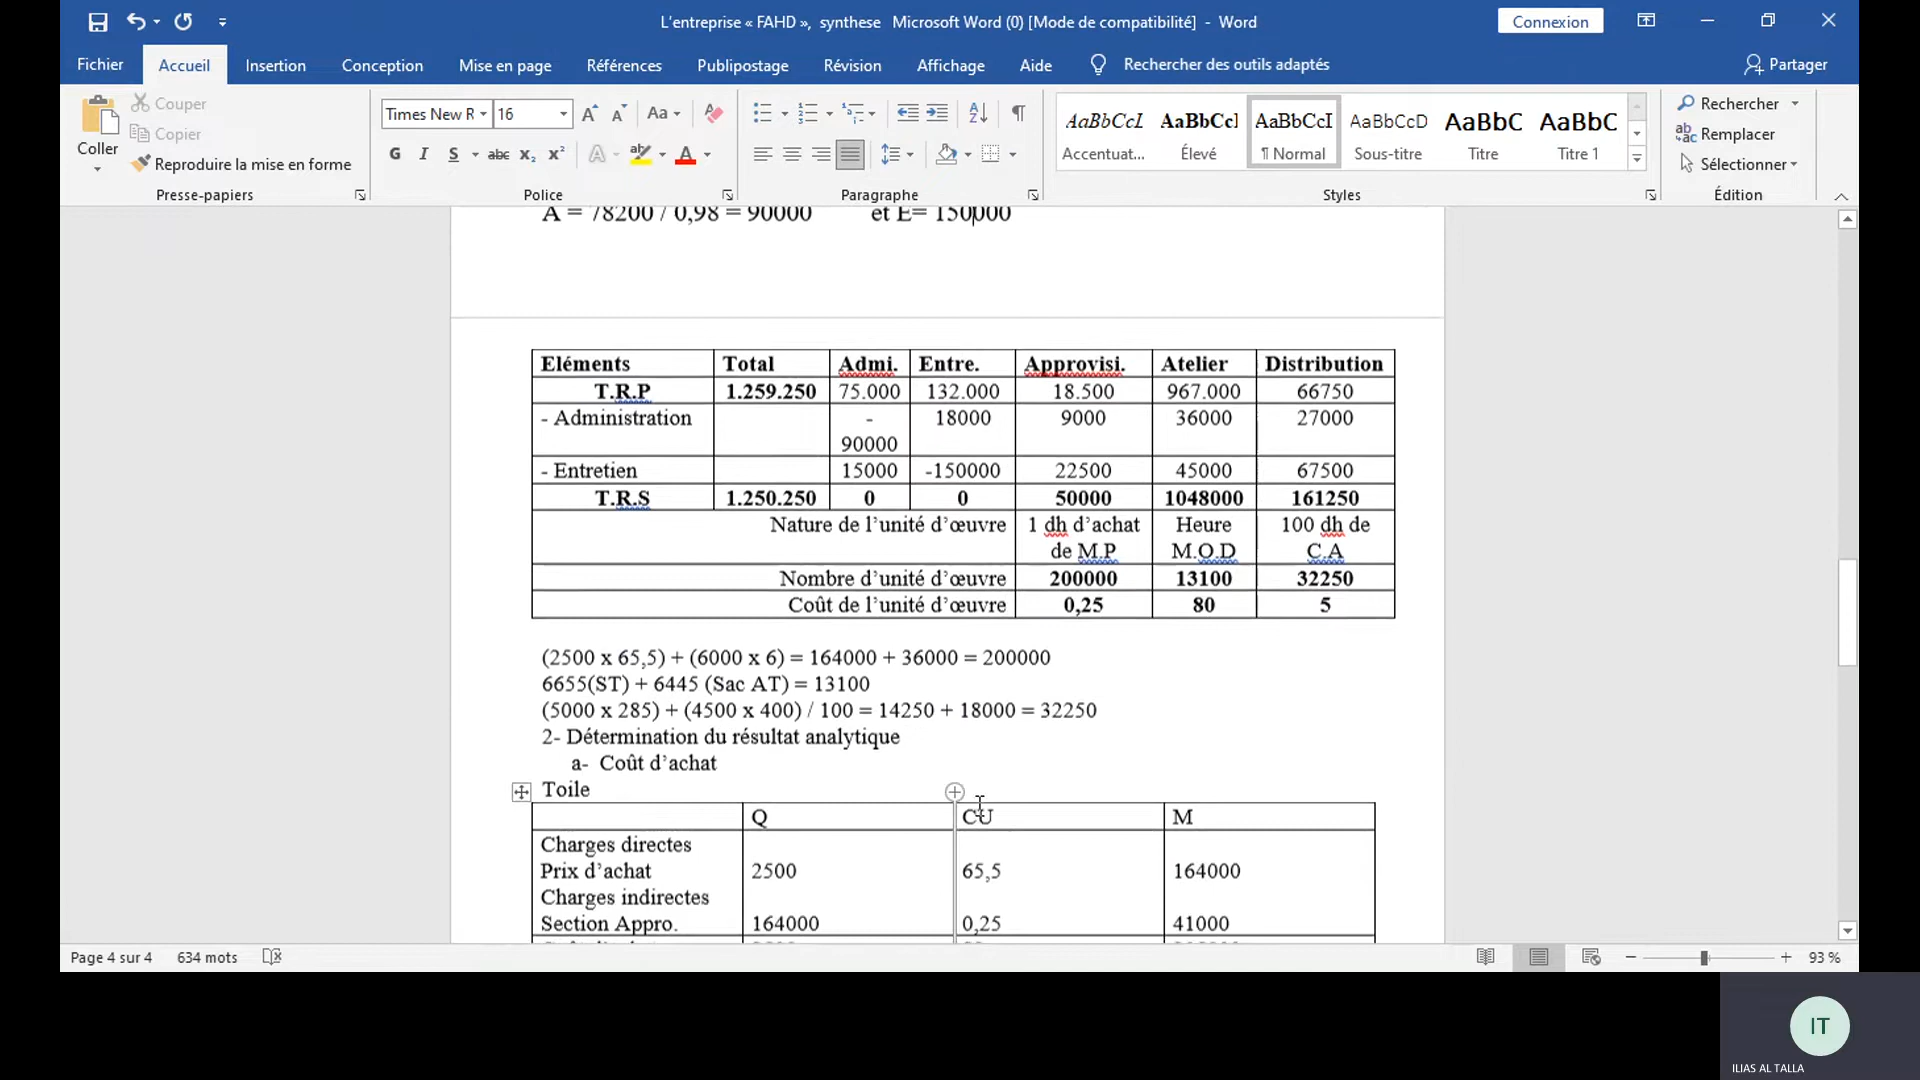 L'entreprise « FAHD », synthese Microsoft Word (0) [Mode de compatibilité] - Word
Connexion
Fichier Accueil Insertion Conception Mise en page Références Publipostage Révision Affichage Aide Rechercher des outils adaptés Partager
Coller
Couper
Copier
Reproduire la mise en forme
Presse-papiers
Times New R 16
Aa
G I S abc x₂ x²
Police
Paragraphe
AaBbCcL AaBbCcI AaBbCcI AaBbCcD AaBbC AaBbC
Accentuat... Élevé ¶ Normal Sous-titre Titre Titre 1
Styles
Rechercher
Remplacer
Sélectionner
Édition
A = 78200 / 0,98 = 90000 et E= 150000
Eléments Total Admi. Entre. Approvisi. Atelier Distribution
T.R.P 1.259.250 75.000 132.000 18.500 967.000 66750
- Administration - 90000 18000 9000 36000 27000
- Entretien 15000 -150000 22500 45000 67500
T.R.S 1.250.250 0 0 50000 1048000 161250
Nature de l'unité d'œuvre 1 dh d'achat de M.P Heure M.O.D 100 dh de C.A
Nombre d'unité d'œuvre 200000 13100 32250
Coût de l'unité d'œuvre 0,25 80 5
(2500 x 65,5) + (6000 x 6) = 164000 + 36000 = 200000
6655(ST) + 6445 (Sac AT) = 13100
(5000 x 285) + (4500 x 400) / 100 = 14250 + 18000 = 32250
2- Détermination du résultat analytique
a- Coût d'achat
Toile
Q CU M
Charges directes
Prix d'achat 2500 65,5 164000
Charges indirectes
Section Appro. 164000 0,25 41000
Page 4 sur 4 634 mots 93 %
IT
ILIAS AL TALLA